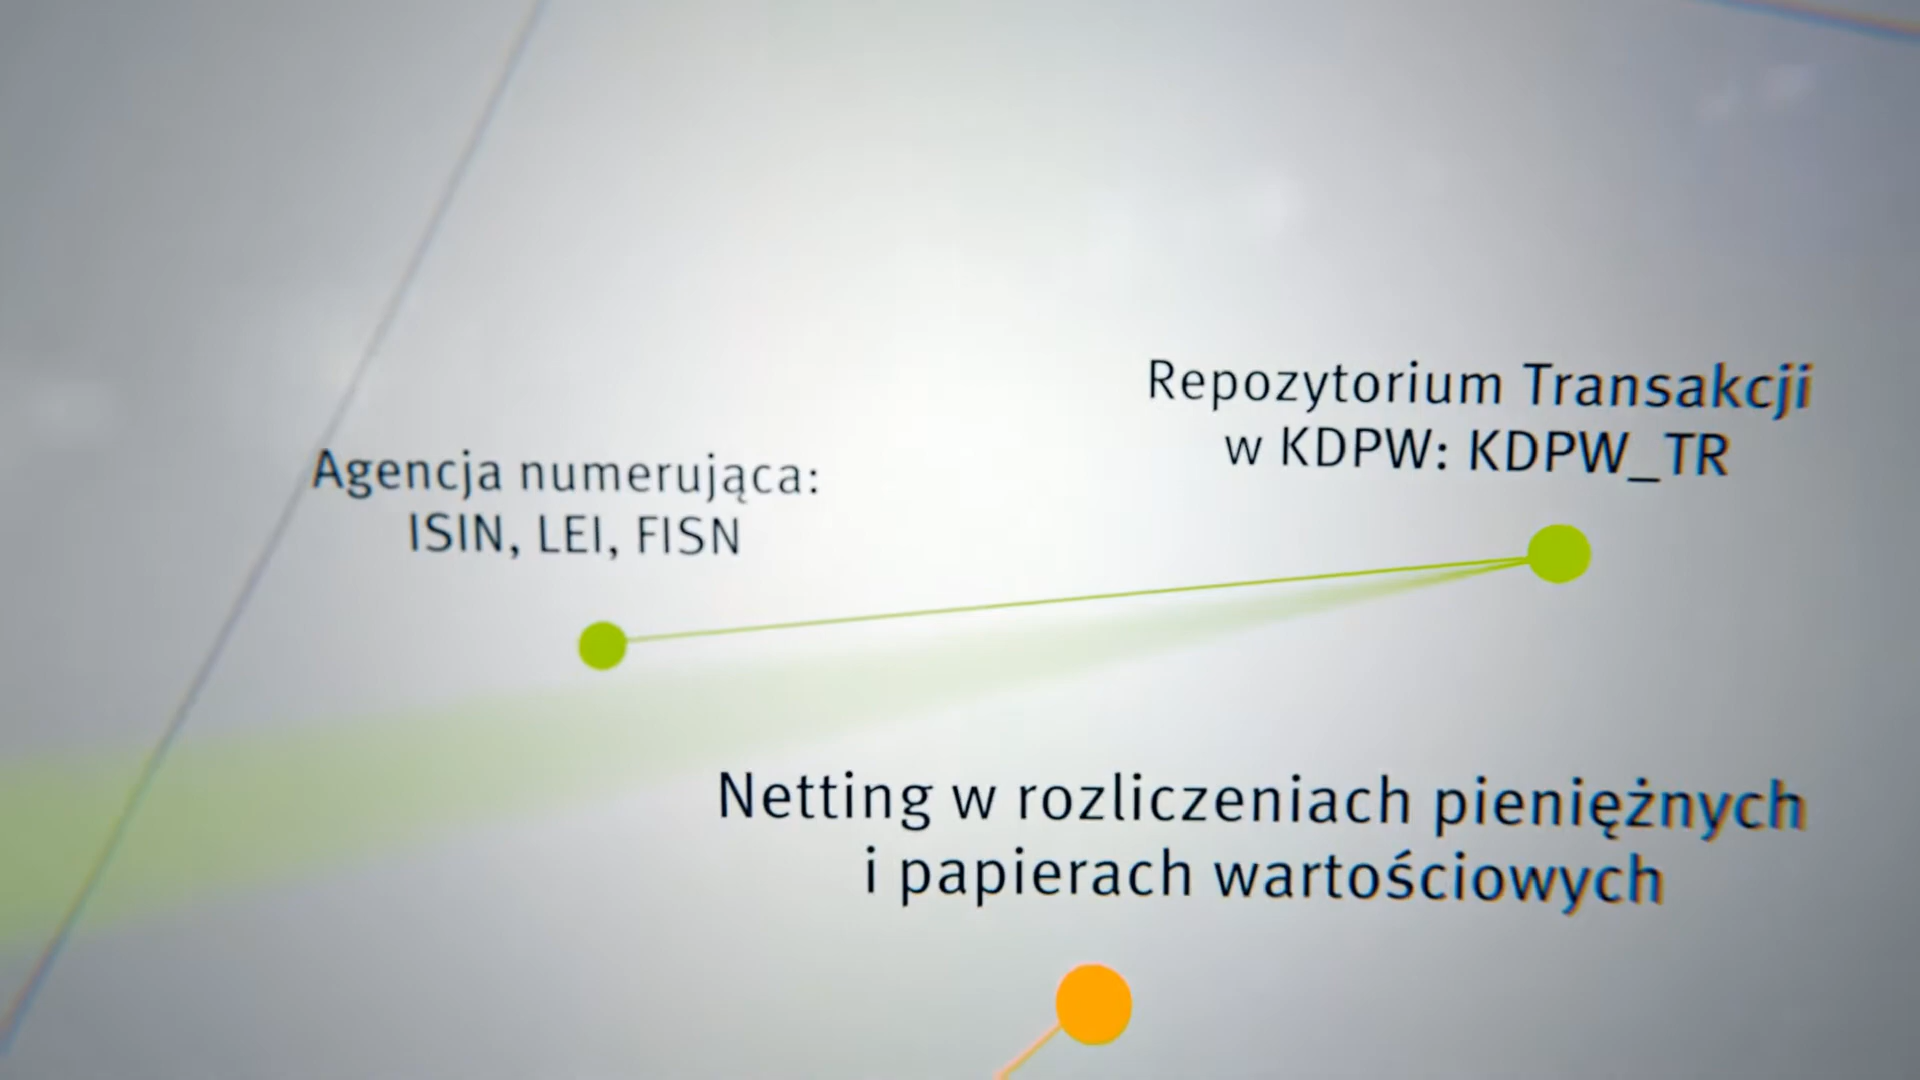 Repozytorium Transakcji
w KDPW: KDPW_TR
Agencja numerująca:
ISIN, LEI, FISN
Netting w rozliczeniach pieniężnych
i papierach wartościowych